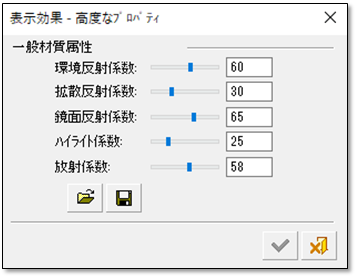 表示効果 - 高度なﾌﾟﾛﾊﾟﾃｨ
一般材質属性
環境反射係数: 60
拡散反射係数: 30
鏡面反射係数: 65
ﾊｲﾗｲﾄ係数: 25
放射係数: 58